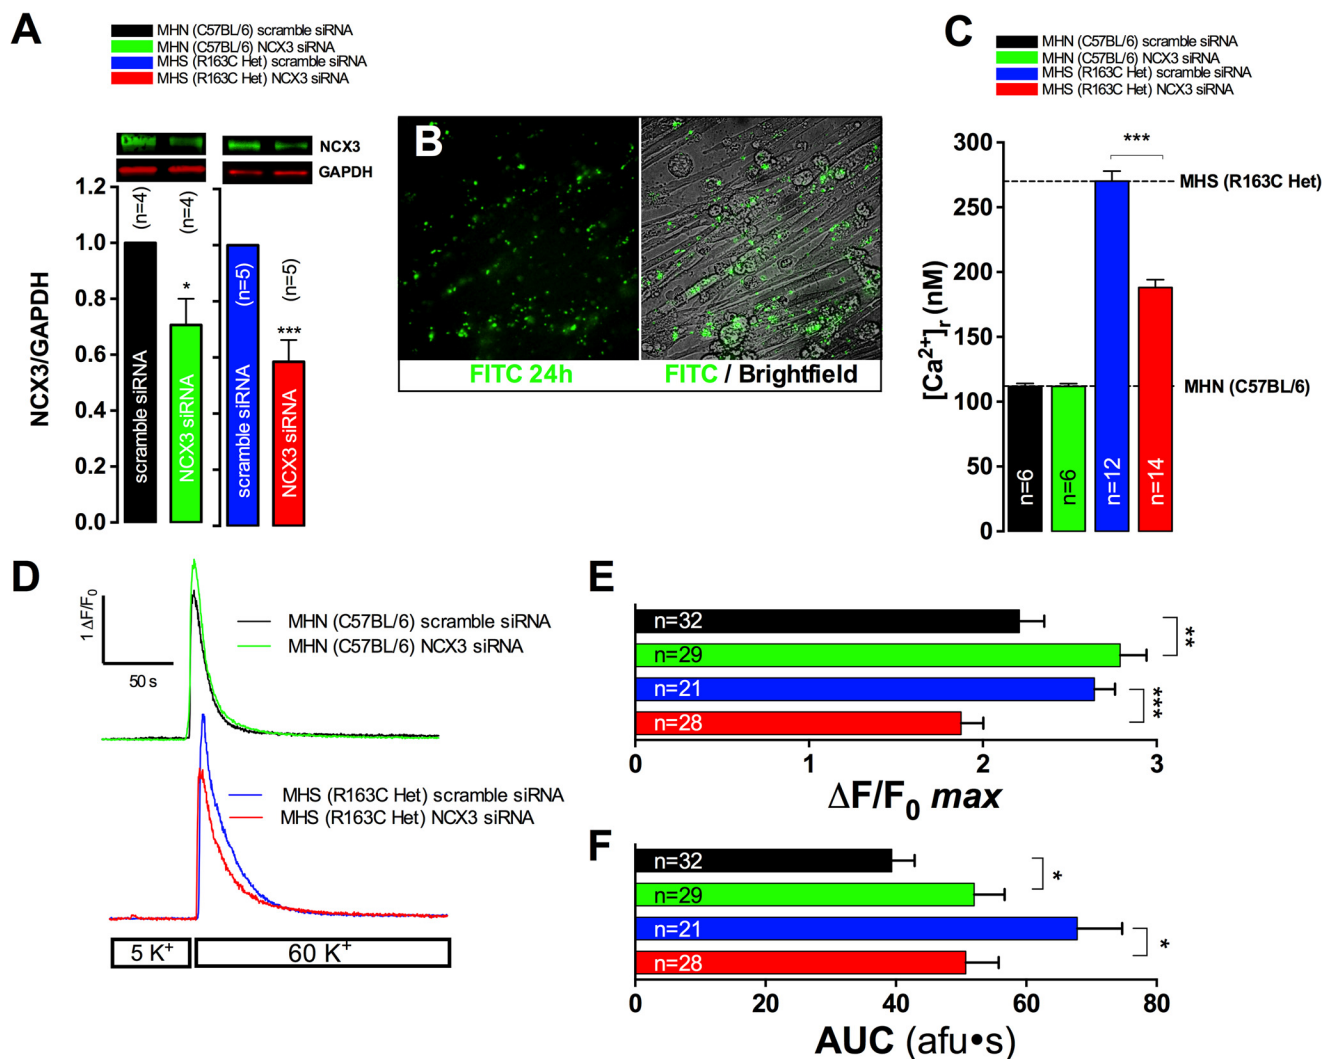 A
MHN (C57BL/6) scramble siRNA
MHN (C57BL/6) NCX3 siRNA
MHS (R163C Het) scramble siRNA
MHS (R163C Het) NCX3 siRNA
NCX3
GAPDH
NCX3/GAPDH
1.2
1.0
0.8
0.6
0.4
0.2
0.0
(n=4)
(n=4)
(n=5)
(n=5)
*
***
scramble siRNA
NCX3 siRNA
scramble siRNA
NCX3 siRNA
B
FITC 24h
FITC / Brightfield
C
MHN (C57BL/6) scramble siRNA
MHN (C57BL/6) NCX3 siRNA
MHS (R163C Het) scramble siRNA
MHS (R163C Het) NCX3 siRNA
[Ca2+]r (nM)
300
250
200
150
100
50
0
***
MHS (R163C Het)
MHN (C57BL/6)
n=6
n=6
n=12
n=14
D
1 ΔF/F0
50 s
MHN (C57BL/6) scramble siRNA
MHN (C57BL/6) NCX3 siRNA
MHS (R163C Het) scramble siRNA
MHS (R163C Het) NCX3 siRNA
5 K+
60 K+
E
n=32
n=29
n=21
n=28
**
***
0 1 2 3
ΔF/F0 max
F
n=32
n=29
n=21
n=28
*
*
0 20 40 60 80
AUC (afu•s)